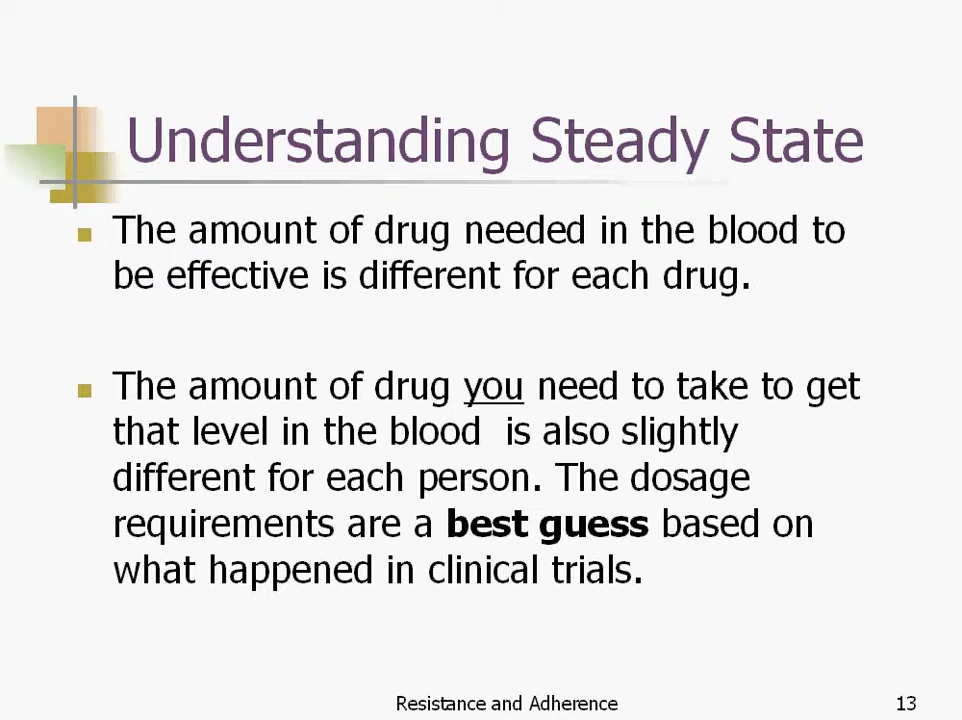 Understanding Steady State
The amount of drug needed in the blood to
be effective is different for each drug.
The amount of drug you need to take to get
that level in the blood  is also slightly
different for each person. The dosage
requirements are a best guess based on
what happened in clinical trials.
Resistance and Adherence
13